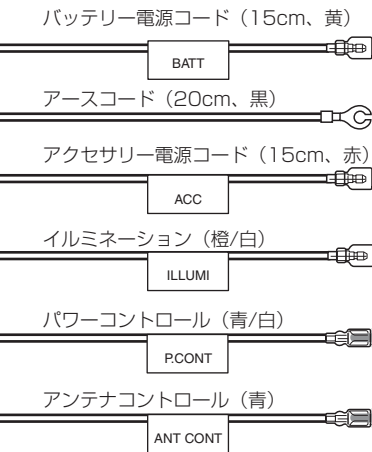 バッテリー電源コード（15cm、黄）
BATT
アースコード（20cm、黒）
アクセサリー電源コード（15cm、赤）
ACC
イルミネーション（橙/白）
ILLUMI
パワーコントロール（青/白）
P.CONT
アンテナコントロール（青）
ANT CONT